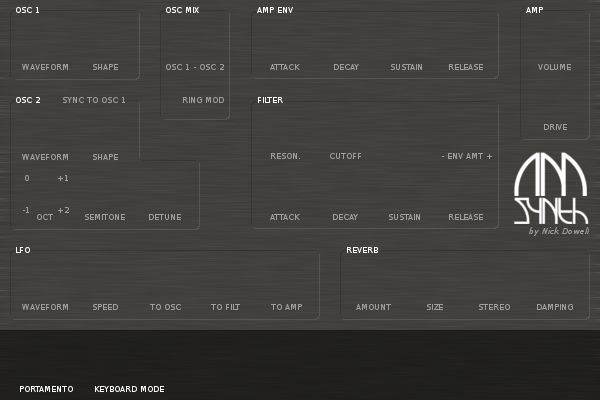 OSC 1
WAVEFORM SHAPE
OSC MIX
OSC 1 - OSC 2
RING MOD
AMP ENV
ATTACK DECAY SUSTAIN RELEASE
AMP
VOLUME
DRIVE
OSC 2 SYNC TO OSC 1
WAVEFORM SHAPE
0 +1
-1 +2
OCT SEMITONE DETUNE
FILTER
RESON. CUTOFF - ENV AMT +
ATTACK DECAY SUSTAIN RELEASE
AM
SYNth
by Nick Dowell
LFO
WAVEFORM SPEED TO OSC TO FILT TO AMP
REVERB
AMOUNT SIZE STEREO DAMPING
PORTAMENTO KEYBOARD MODE